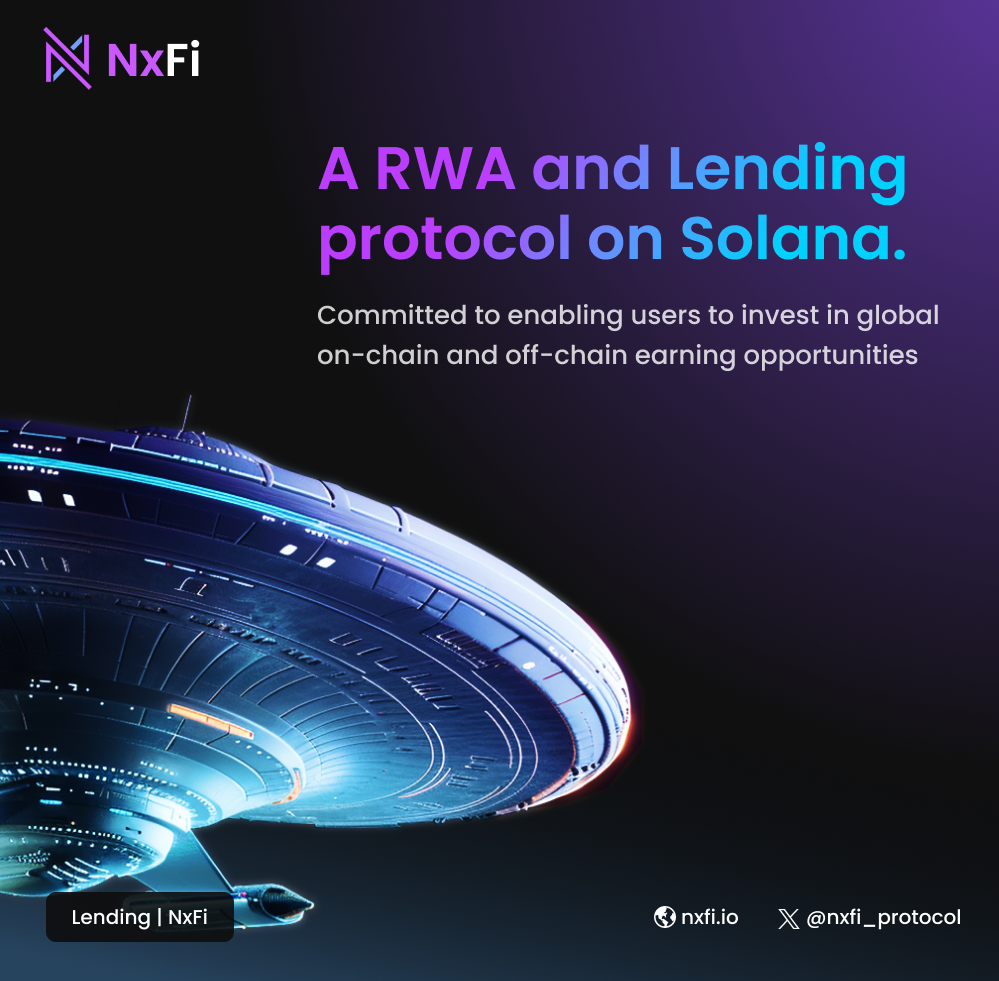 NxFi
A RWA and Lending
protocol on Solana.
Committed to enabling users to invest in global
on-chain and off-chain earning opportunities
Lending | NxFi
nxfi.io
@nxfi_protocol